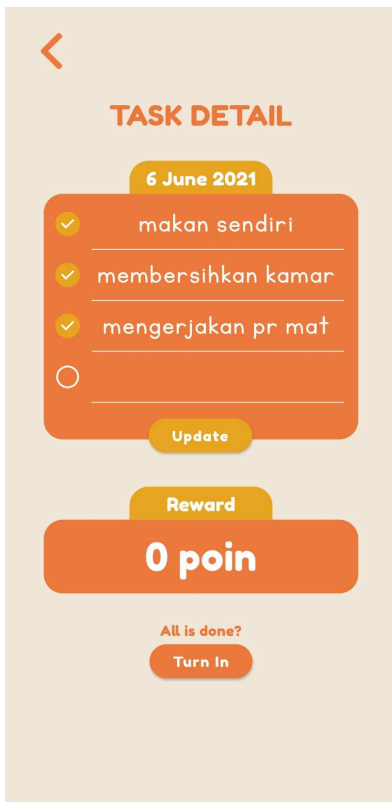 TASK DETAIL
6 June 2021
makan sendiri
membersihkan kamar
mengerjakan pr mat
Update
Reward
0 poin
All is done?
Turn In